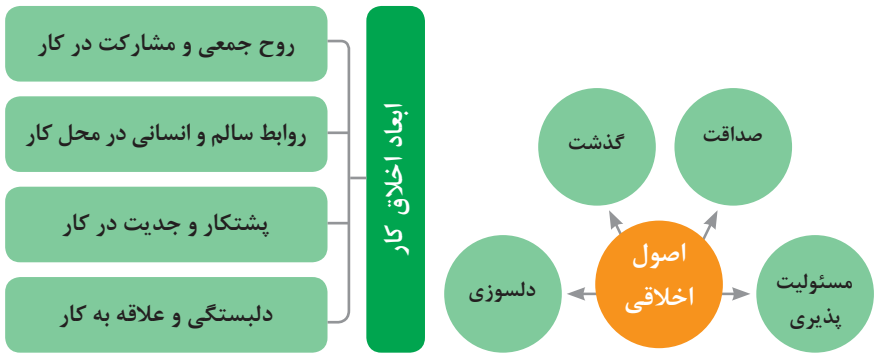 صداقت
گذشت
اصول
اخلاقی
مسئولیت
پذیری
دلسوزی
ابعاد اخلاق کار
روح جمعی و مشارکت در کار
روابط سالم و انسانی در محل کار
پشتکار و جدیت در کار
دلبستگی و علاقه به کار